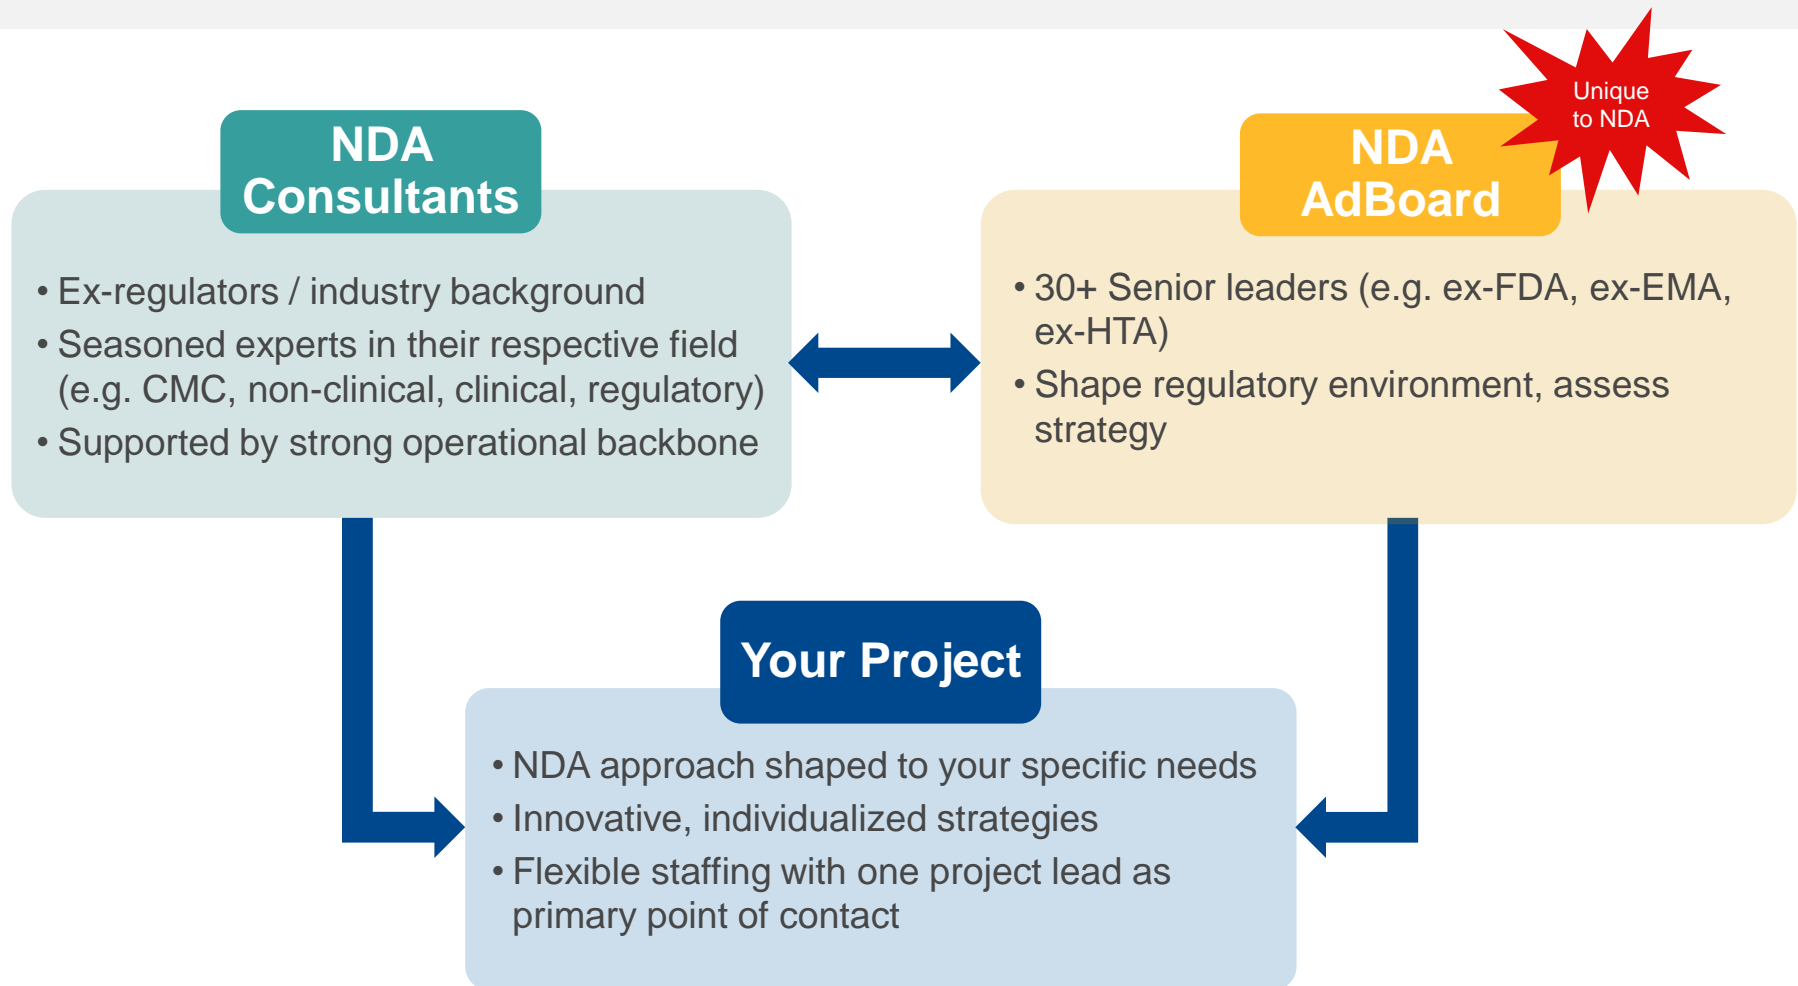 Unique
to NDA
NDA
Consultants
• Ex-regulators / industry background
• Seasoned experts in their respective field
(e.g. CMC, non-clinical, clinical, regulatory)
• Supported by strong operational backbone
NDA
AdBoard
• 30+ Senior leaders (e.g. ex-FDA, ex-EMA,
ex-HTA)
• Shape regulatory environment, assess
strategy
Your Project
• NDA approach shaped to your specific needs
• Innovative, individualized strategies
• Flexible staffing with one project lead as
primary point of contact